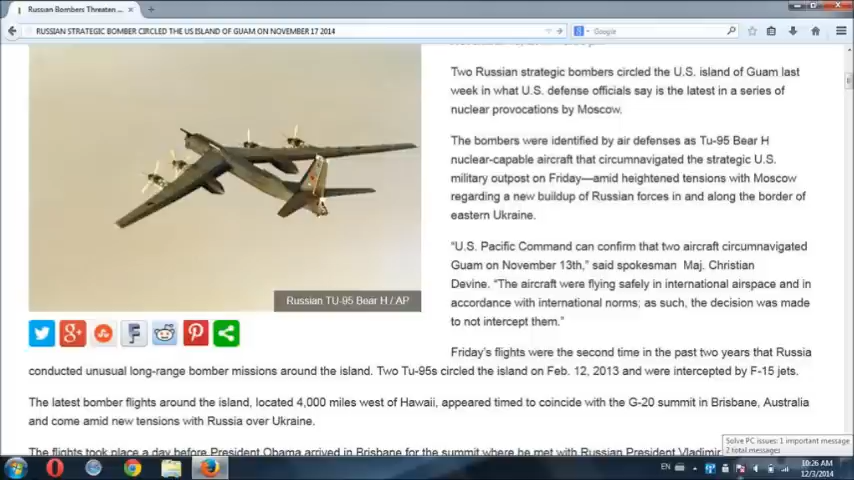 Russian Bombers Threaten ...
RUSSIAN STRATEGIC BOMBER CIRCLED THE US ISLAND OF GUAM ON NOVEMBER 17 2014
Google
Two Russian strategic bombers circled the U.S. island of Guam last
week in what U.S. defense officials say is the latest in a series of
nuclear provocations by Moscow.
The bombers were identified by air defenses as Tu-95 Bear H
nuclear-capable aircraft that circumnavigated the strategic U.S.
military outpost on Friday—amid heightened tensions with Moscow
regarding a new buildup of Russian forces in and along the border of
eastern Ukraine.
“U.S. Pacific Command can confirm that two aircraft circumnavigated
Guam on November 13th,” said spokesman Maj. Christian
Devine. “The aircraft were flying safely in international airspace and in
accordance with international norms; as such, the decision was made
to not intercept them.”
Russian TU-95 Bear H / AP
Friday’s flights were the second time in the past two years that Russia
conducted unusual long-range bomber missions around the island. Two Tu-95s circled the island on Feb. 12, 2013 and were intercepted by F-15 jets.
The latest bomber flights around the island, located 4,000 miles west of Hawaii, appeared timed to coincide with the G-20 summit in Brisbane, Australia
and come amid new tensions with Russia over Ukraine.
The flights took place a day before President Obama arrived in Brisbane for the summit where he met with Russian President Vladimir
Solve PC issues: 1 important message
2 total messages
EN
10:26 AM
12/3/2014